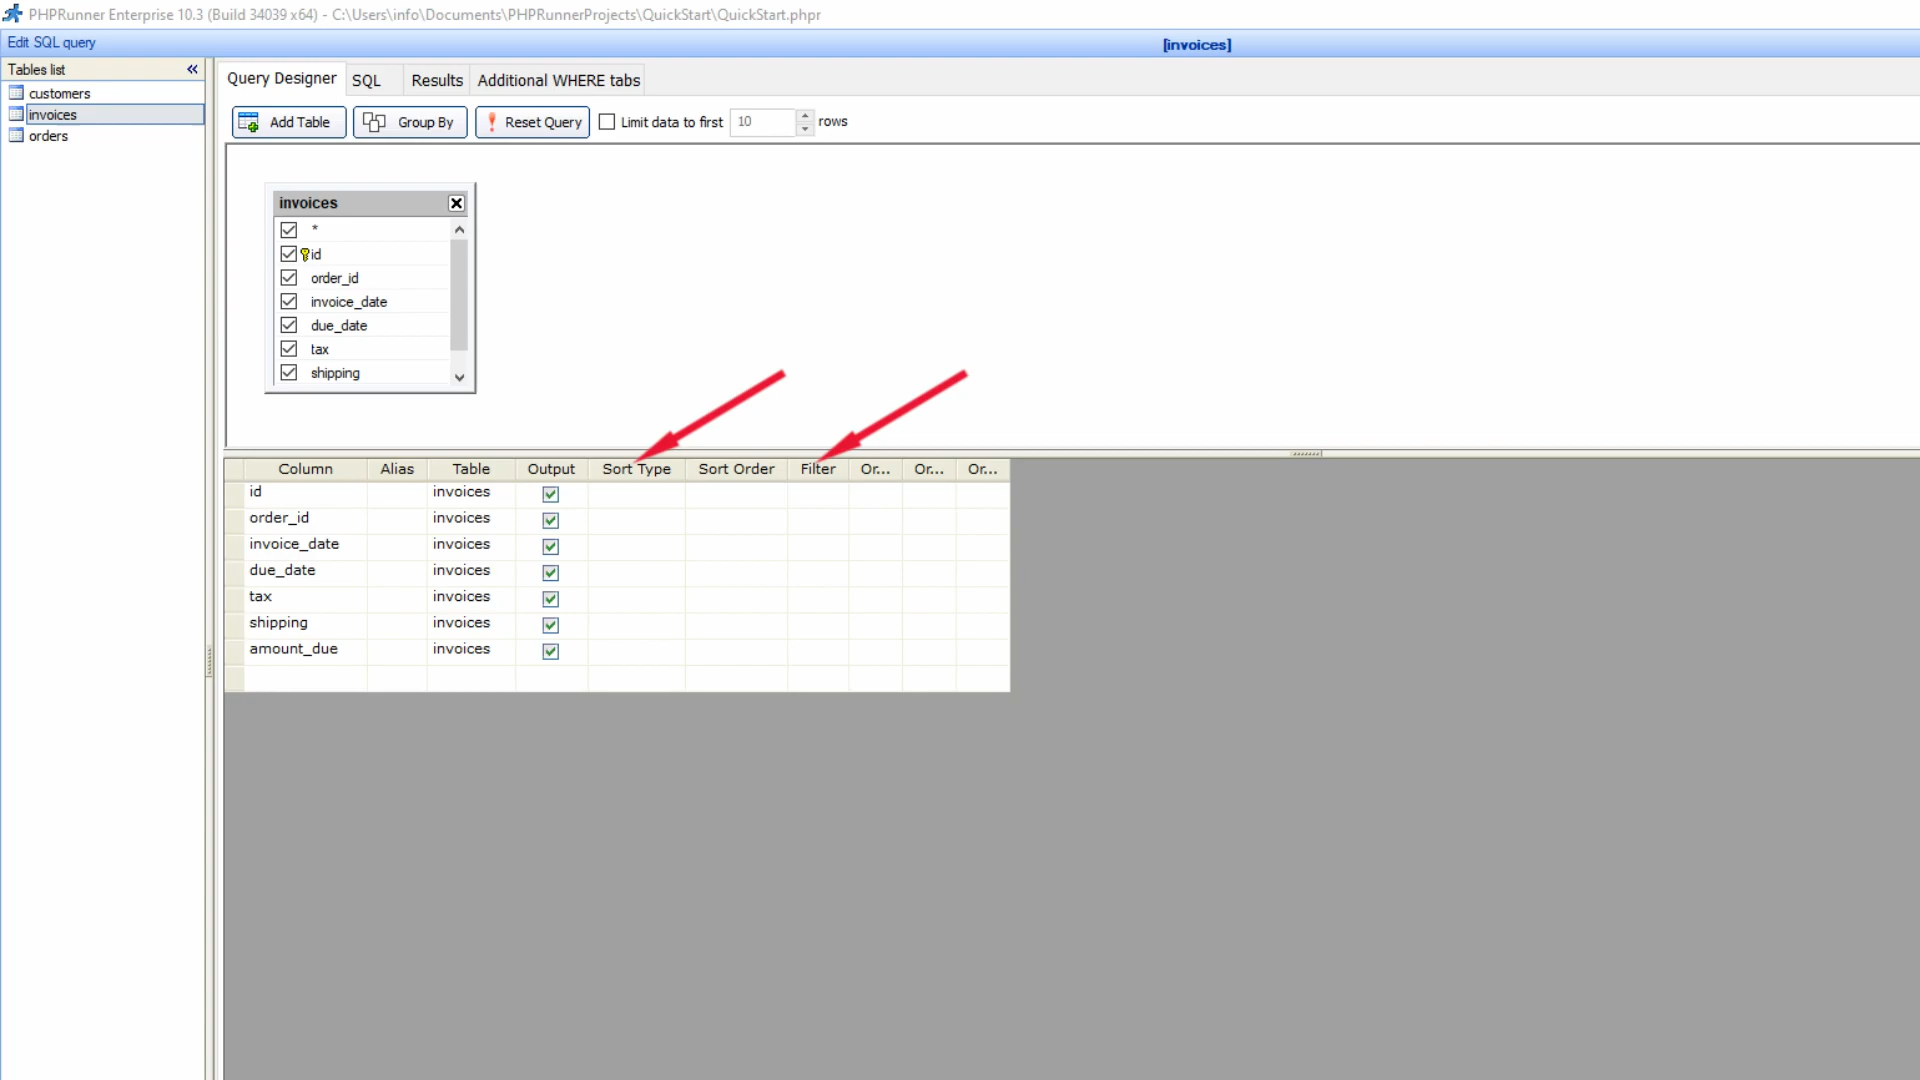 PHPRunner Enterprise 10.3 (Build 34039 x64) - C:\Users\info\Documents\PHPRunnerProjects\QuickStart\QuickStart.phpr
Edit SQL query
[invoices]
Tables list
customers
invoices
orders
Query Designer SQL Results Additional WHERE tabs
Add Table Group By Reset Query Limit data to first 10 rows
invoices
*
id
order_id
invoice_date
due_date
tax
shipping
Column Alias Table Output Sort Type Sort Order Filter Or... Or... Or...
id invoices
order_id invoices
invoice_date invoices
due_date invoices
tax invoices
shipping invoices
amount_due invoices